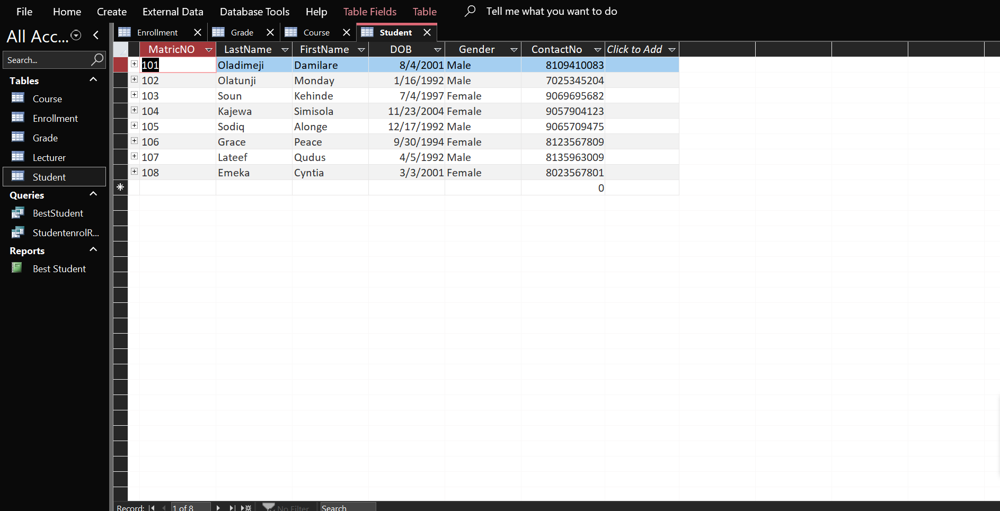 File Home Create External Data Database Tools Help Table Fields Table Tell me what you want to do
All Acc...
Search...
Tables
Course
Enrollment
Grade
Lecturer
Student
Queries
BestStudent
StudentenrolR...
Reports
Best Student
Enrollment Grade Course Student
MatricNO LastName FirstName DOB Gender ContactNo Click to Add
101 Oladimeji Damilare 8/4/2001 Male 8109410083
102 Olatunji Monday 1/16/1992 Male 7025345204
103 Soun Kehinde 7/4/1997 Female 9069695682
104 Kajewa Simisola 11/23/2004 Female 9057904123
105 Sodiq Alonge 12/17/1992 Male 9065709475
106 Grace Peace 9/30/1994 Female 8123567809
107 Lateef Qudus 4/5/1992 Male 8135963009
108 Emeka Cyntia 3/3/2001 Female 8023567801
0
Record: 1 of 8 No Filter Search